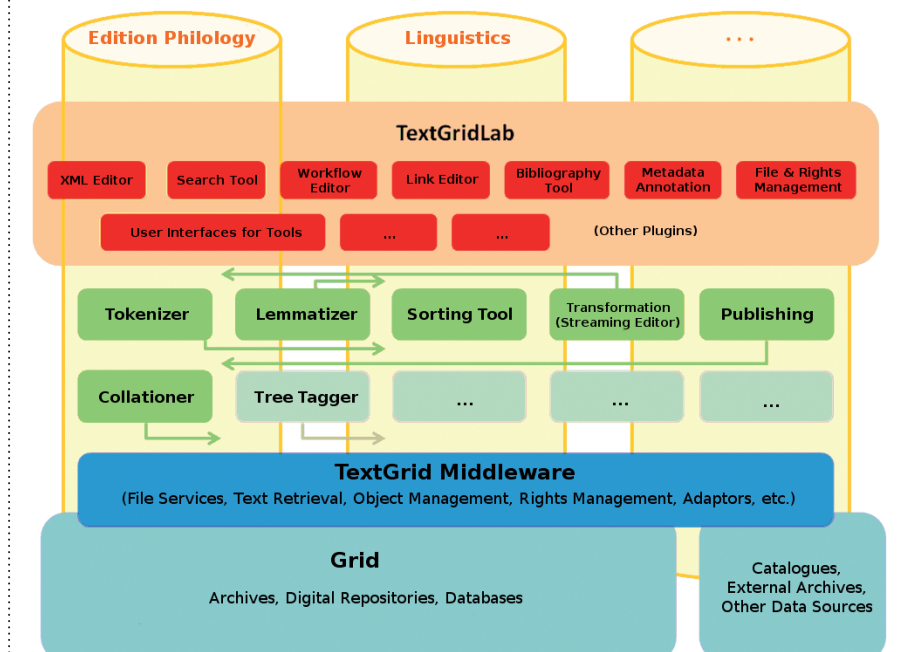 Edition Philology
Linguistics
...
TextGridLab
XML Editor
Search Tool
Workflow
Editor
Link Editor
Bibliography
Tool
Metadata
Annotation
File & Rights
Management
User Interfaces for Tools
...
...
(Other Plugins)
Tokenizer
Lemmatizer
Sorting Tool
Transformation
(Streaming Editor)
Publishing
Collationer
Tree Tagger
...
...
...
TextGrid Middleware
(File Services, Text Retrieval, Object Management, Rights Management, Adaptors, etc.)
Grid
Archives, Digital Repositories, Databases
Catalogues,
External Archives,
Other Data Sources